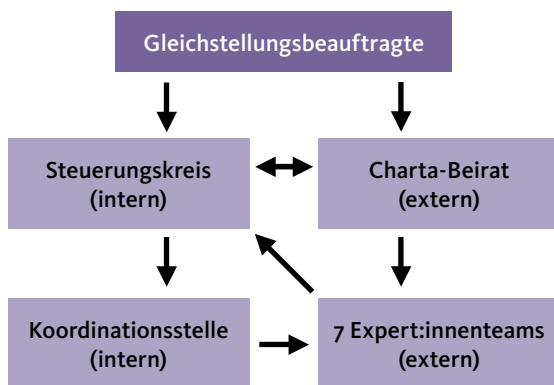 Gleichstellungsbeauftragte
Steuerungskreis
(intern)
Charta-Beirat
(extern)
Koordinationsstelle
(intern)
7 Expert:innenteams
(extern)